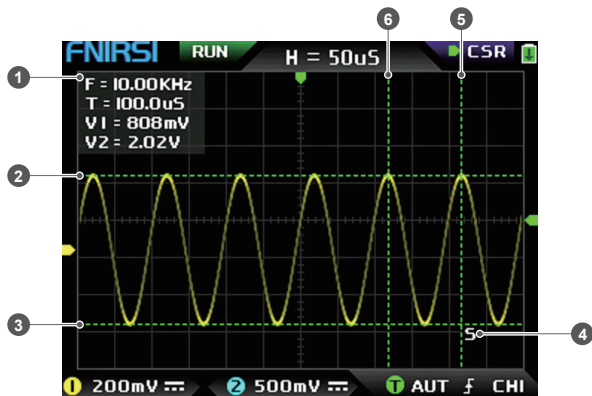 6 5
FNIRSI RUN H = 50uS CSR
1
F = 10.00KHz
T = 100.0uS
V1 = 808mV
V2 = 2.02V
2
3
S 4
1 200mV 2 500mV T AUT CH1